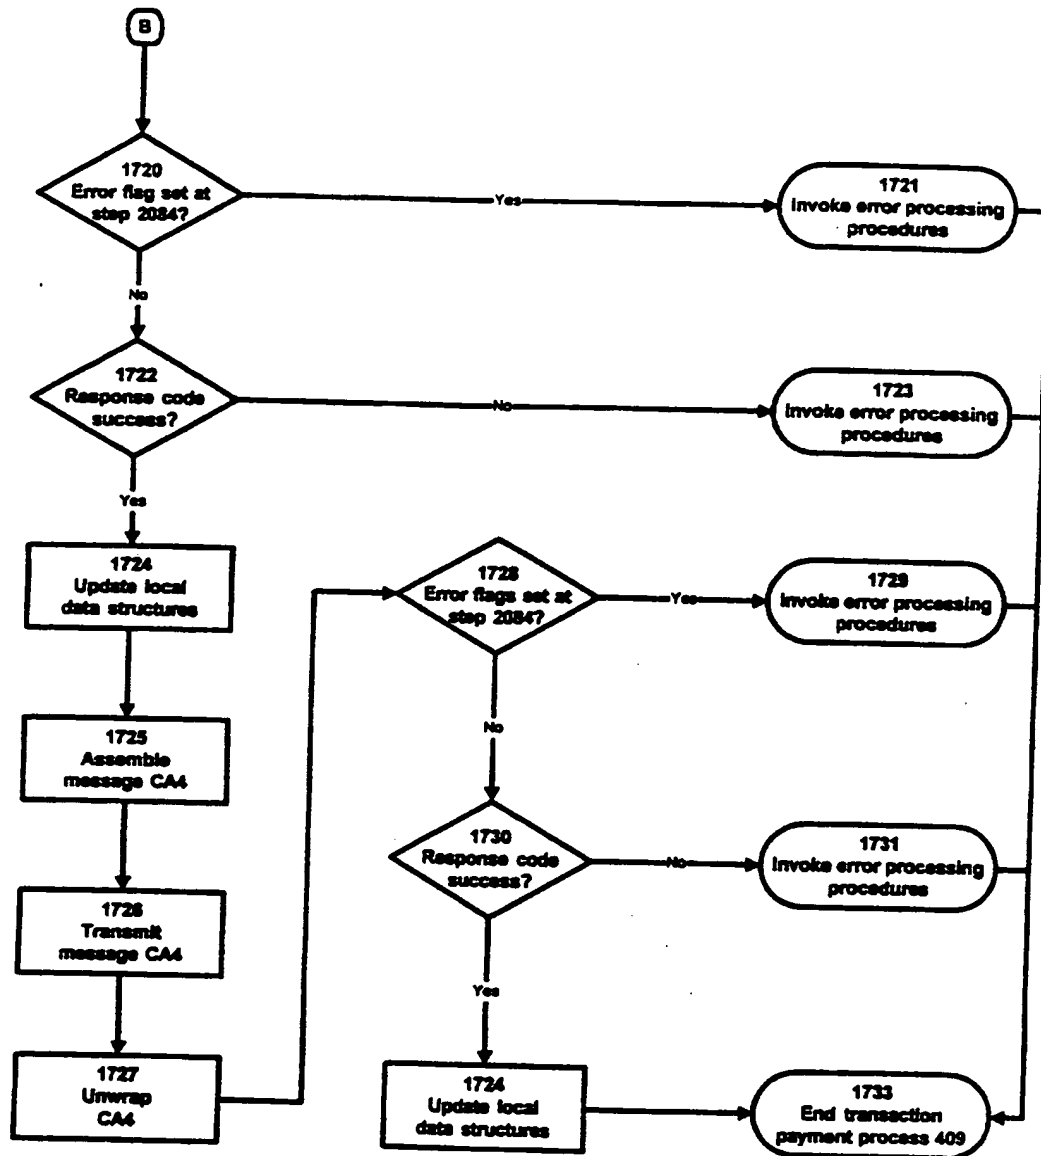 B
1720
Error flag set at
step 2084?
Yes
1721
Invoke error processing
procedures
No
1722
Response code
success?
No
1723
Invoke error processing
procedures
Yes
1724
Update local
data structures
1728
Error flags set at
step 2084?
Yes
1729
Invoke error processing
procedures
No
1725
Assemble
message CA4
1730
Response code
success?
No
1731
Invoke error processing
procedures
1726
Transmit
message CA4
Yes
1727
Unwrap
CA4
1724
Update local
data structures
1733
End transaction
payment process 409